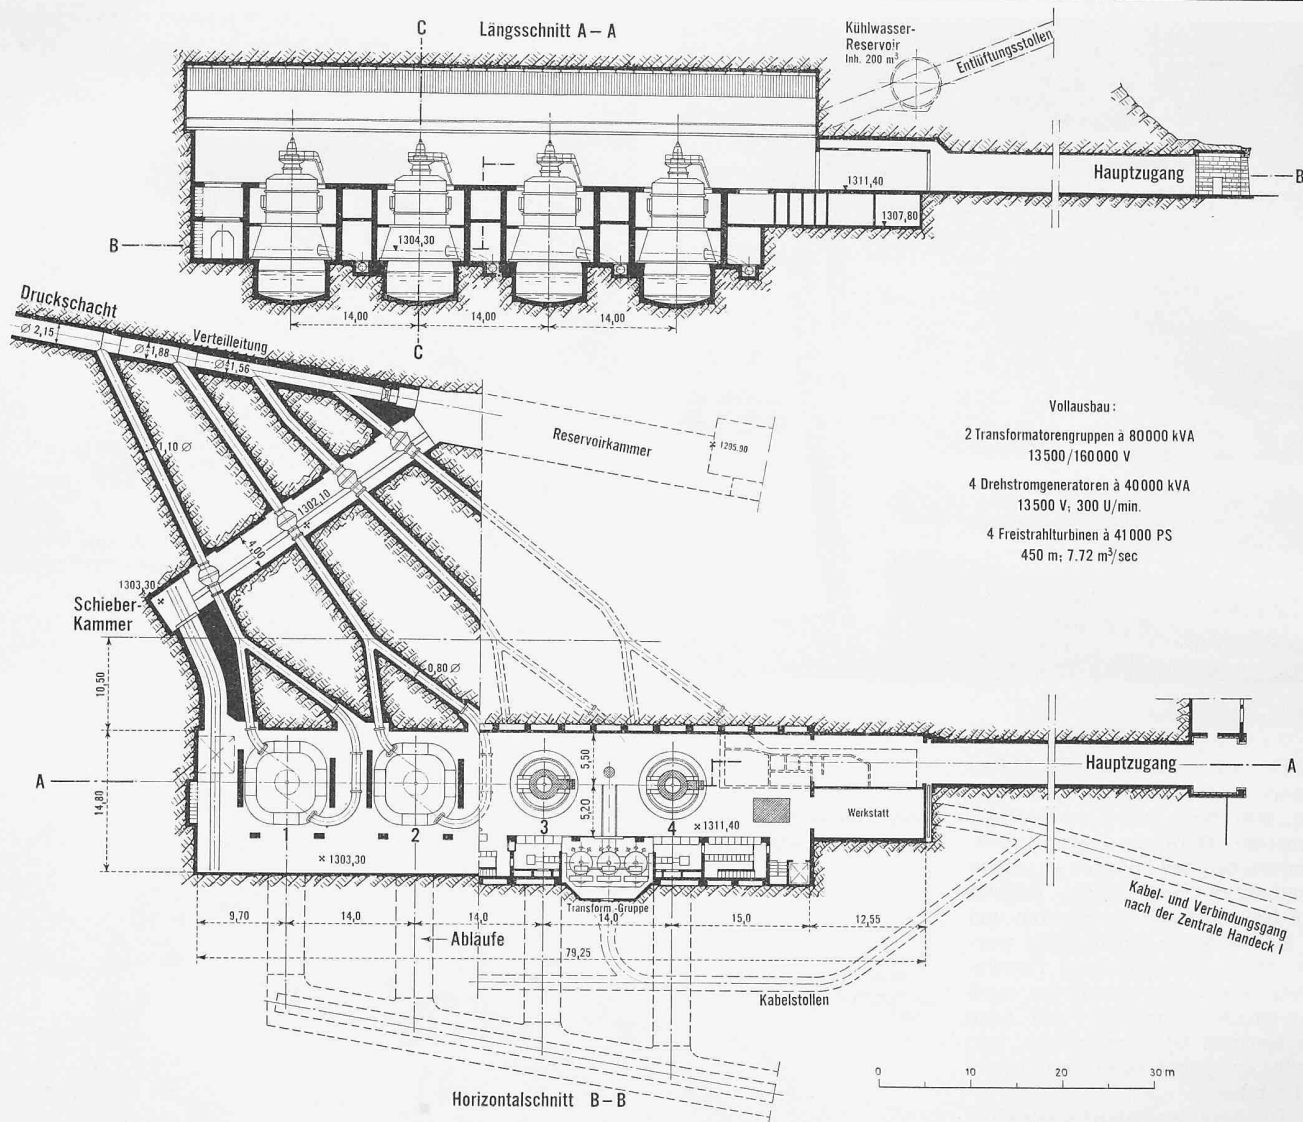 C
Längsschnitt A – A
Kühlwasser-
Reservoir
Inh. 200 m³
Entlüftungsstollen
1311,40
Hauptzugang
B
1307,80
B
1304,30
14,00
14,00
14,00
C
Druckschacht
Ø 2,15
Verteilleitung
Ø 1,88
Ø 1,56
Reservoirkammer
1295.90
1,10 Ø
1302,10
4,00
Vollausbau:
2 Transformatorengruppen à 80000 kVA
13500/160000 V
4 Drehstromgeneratoren à 40000 kVA
13500 V; 300 U/min.
4 Freistrahlturbinen à 41000 PS
450 m; 7.72 m³/sec
1303,30
Schieber-
Kammer
0,80 Ø
10,50
A
14,80
5,50
5,20
Hauptzugang
A
1
2
3
4
1311,40
Werkstatt
1303,30
Transform.-Gruppe
9,70
14,0
14,0
14,0
15,0
12,55
Abläufe
79,25
Kabelstollen
Kabel- und Verbindungsgang
nach der Zentrale Handeck I
Horizontalschnitt B – B
0
10
20
30 m